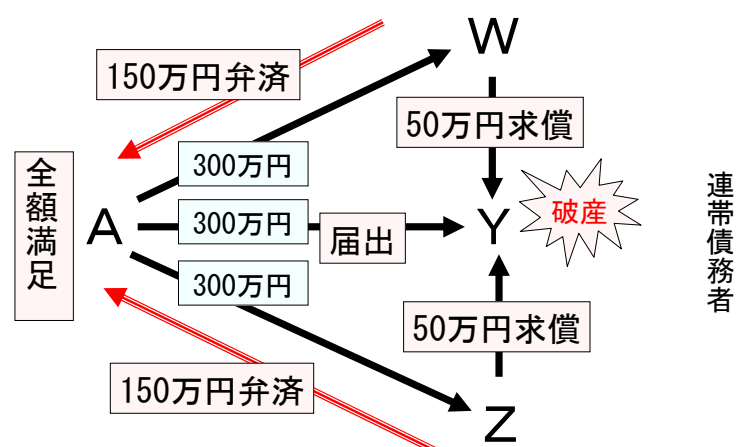 W
150万円弁済
50万円求償
300万円
全額満足
A
300万円
届出
Y
破産
連帯債務者
300万円
50万円求償
150万円弁済
Z